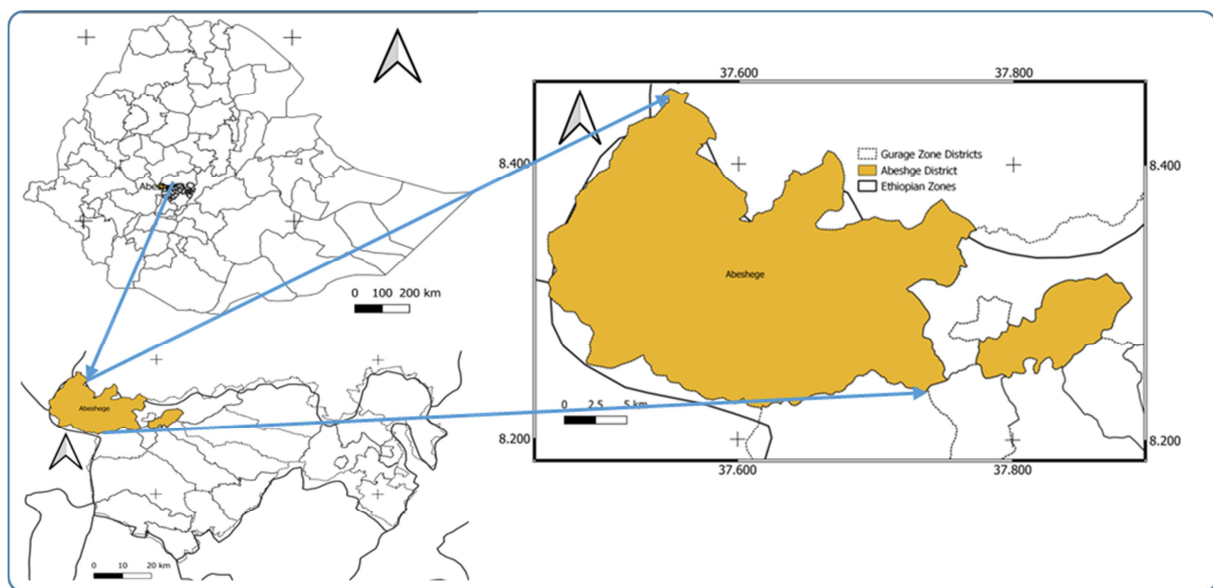 Abes
0 100 200 km
Abeshege
0 10 20 km
37.600 37.800
8.400 8.400
Gurage Zone Districts
Abeshge District
Ethiopian Zones
Abeshege
0 2.5 5 km
8.200 8.200
37.600 37.800